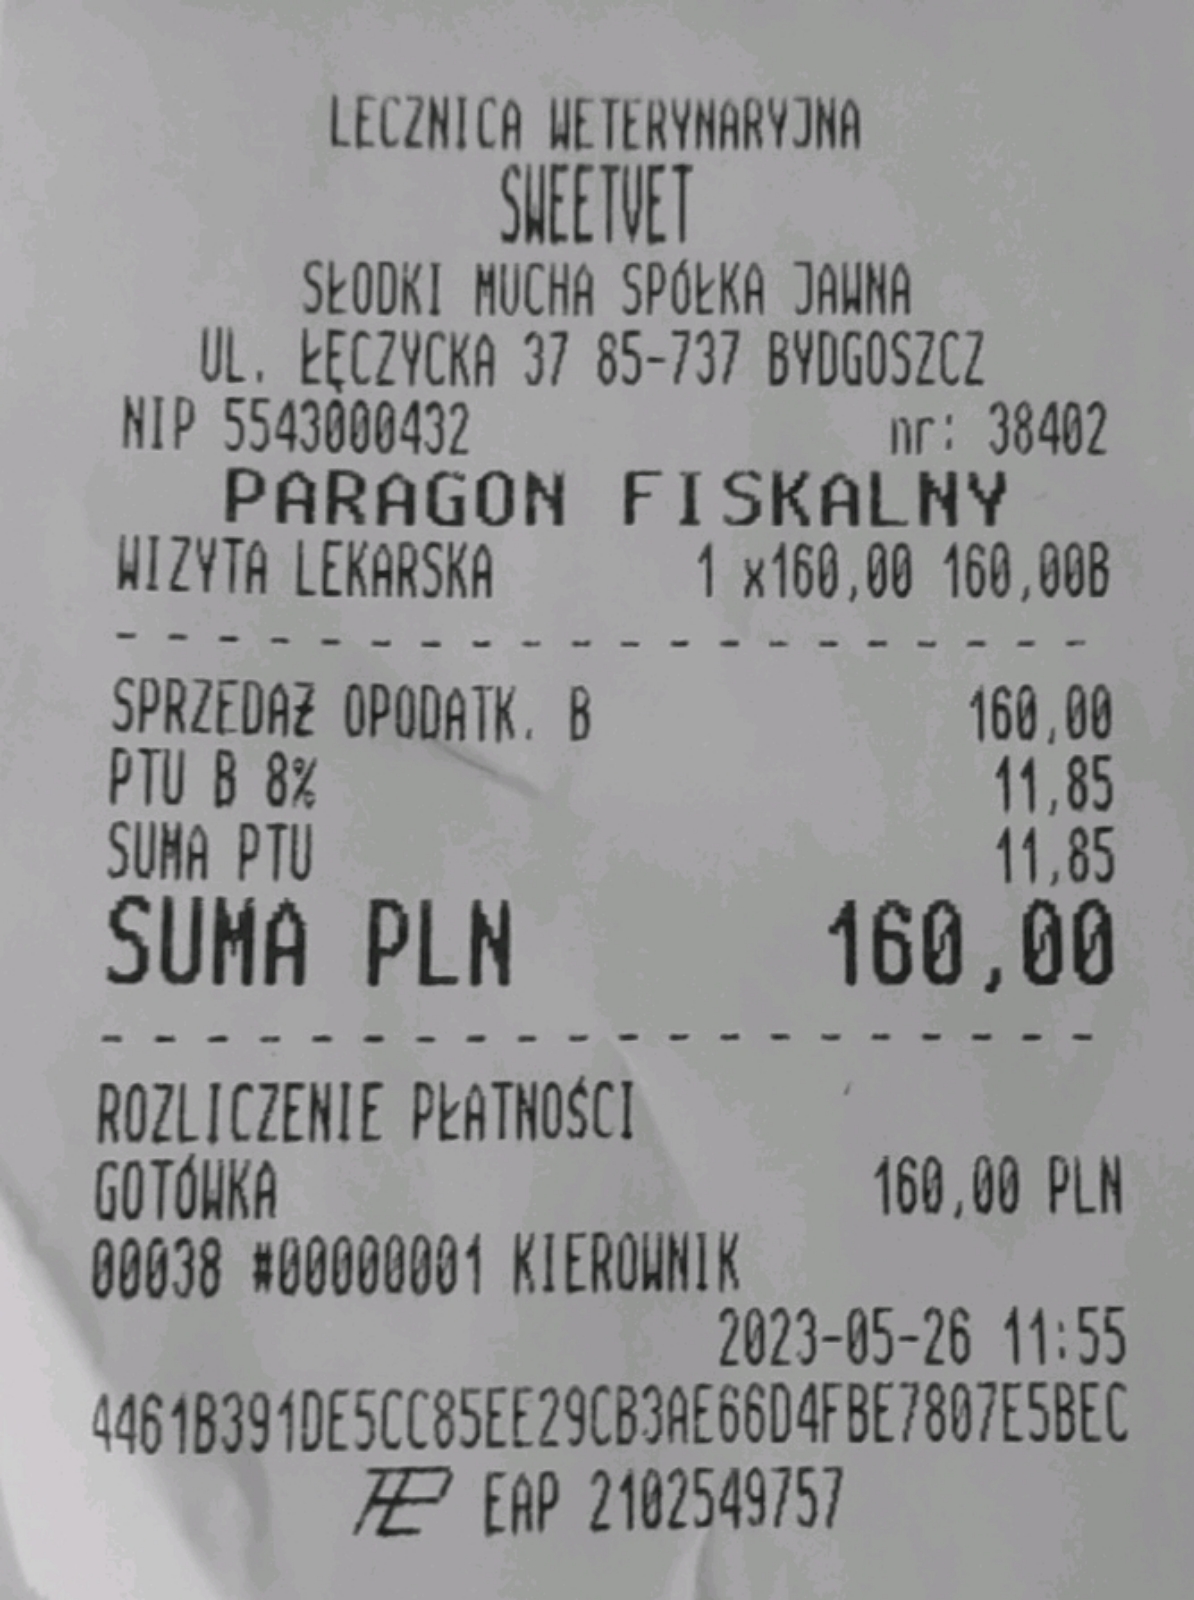 LECZNICA WETERYNARYJNA
SWEETVET
SŁODKI MUCHA SPÓŁKA JAWNA
UL. ŁĘCZYCKA 37 85-737 BYDGOSZCZ
NIP 5543000432 nr: 38402
PARAGON FISKALNY
WIZYTA LEKARSKA 1 x160,00 160,00B
- - - - - - - - - - - - - - - - - - - -
SPRZEDAŻ OPODATK. B 160,00
PTU B 8% 11,85
SUMA PTU 11,85
SUMA PLN 160,00
- - - - - - - - - - - - - - - - - - - -
ROZLICZENIE PŁATNOŚCI
GOTÓWKA 160,00 PLN
00038 #00000001 KIEROWNIK
2023-05-26 11:55
4461B391DE5CC85EE29CB3AE66D4FBE7807E5BEC
EAP 2102549757